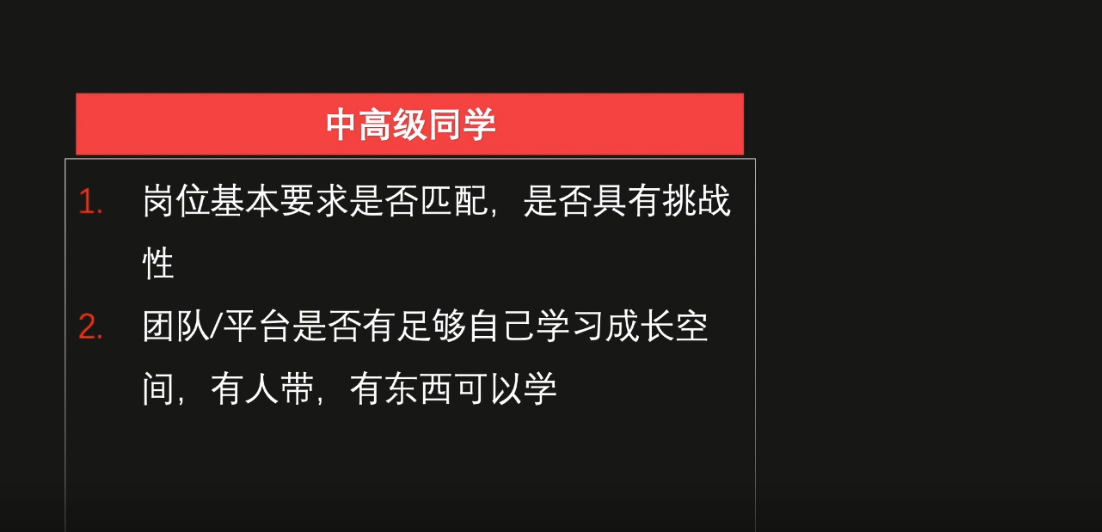 中高级同学
1. 岗位基本要求是否匹配，是否具有挑战
性
2. 团队/平台是否有足够自己学习成长空
间，有人带，有东西可以学